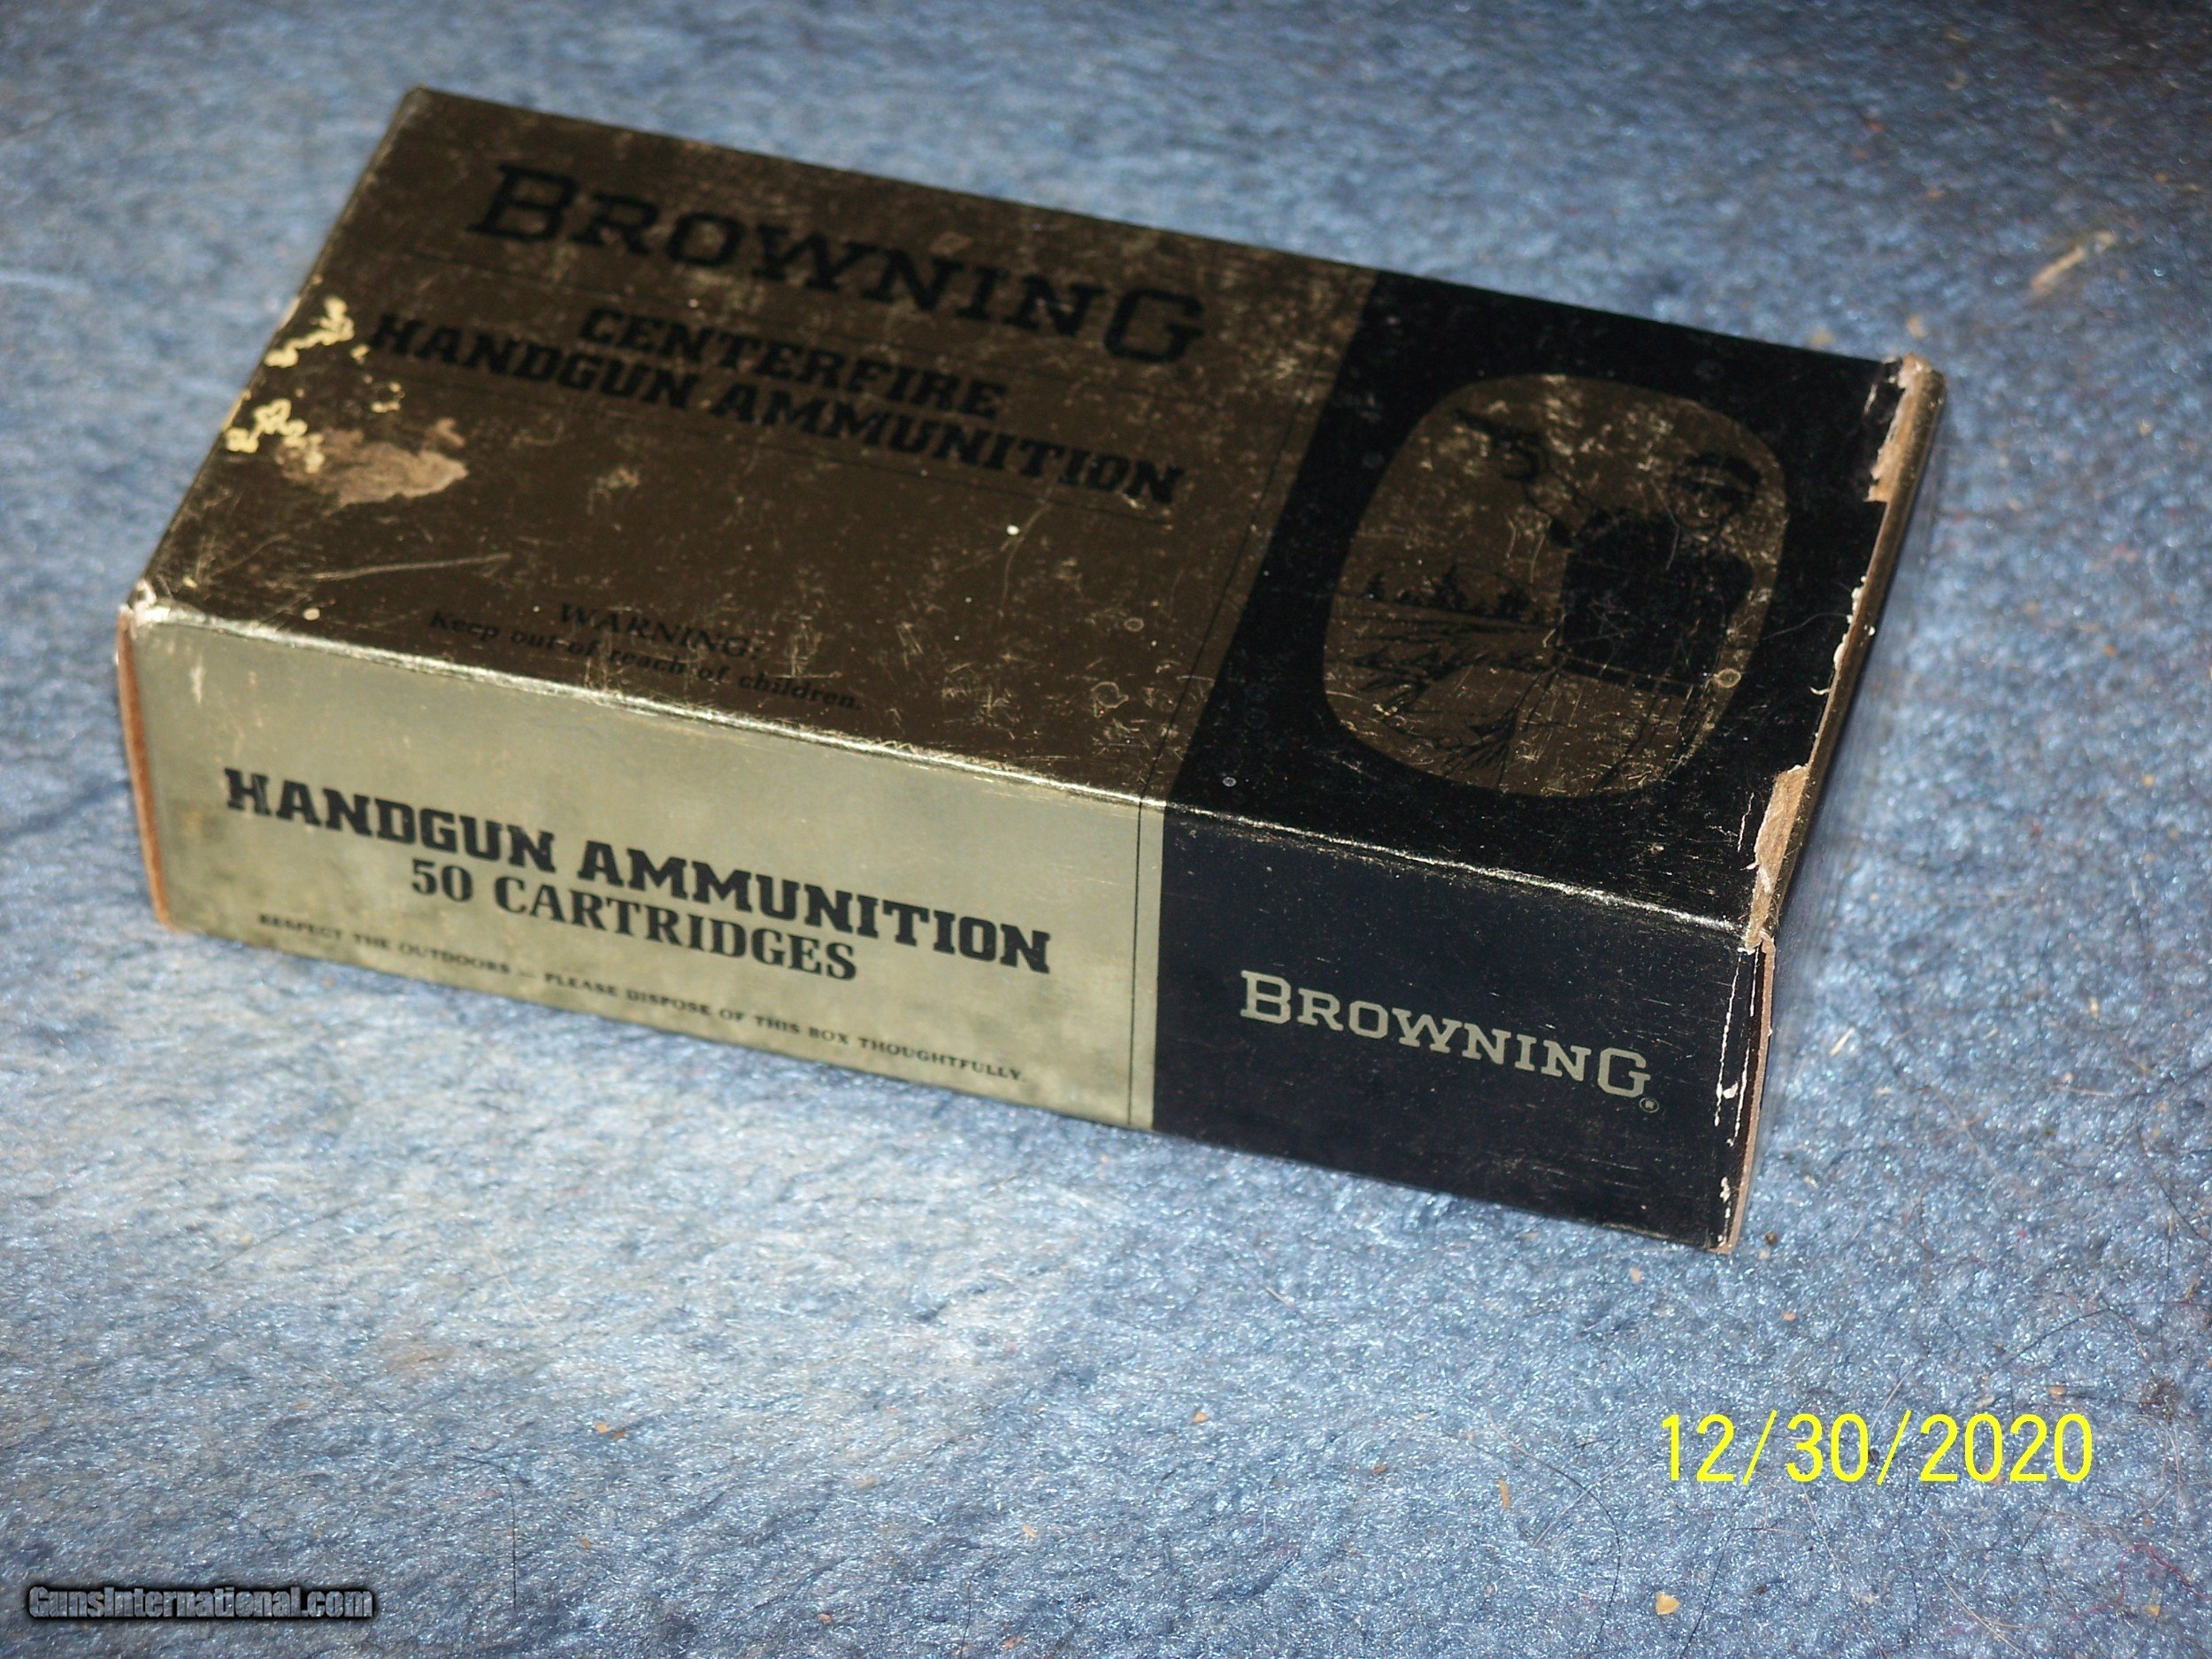 BROWNING
CENTERFIRE
HANDGUN AMMUNITION
WARNING:
Keep out of reach of children.
HANDGUN AMMUNITION
50 CARTRIDGES
RESPECT THE OUTDOORS — PLEASE DISPOSE OF THIS BOX THOUGHTFULLY.
BROWNING®
12/30/2020
GunsInternational.com